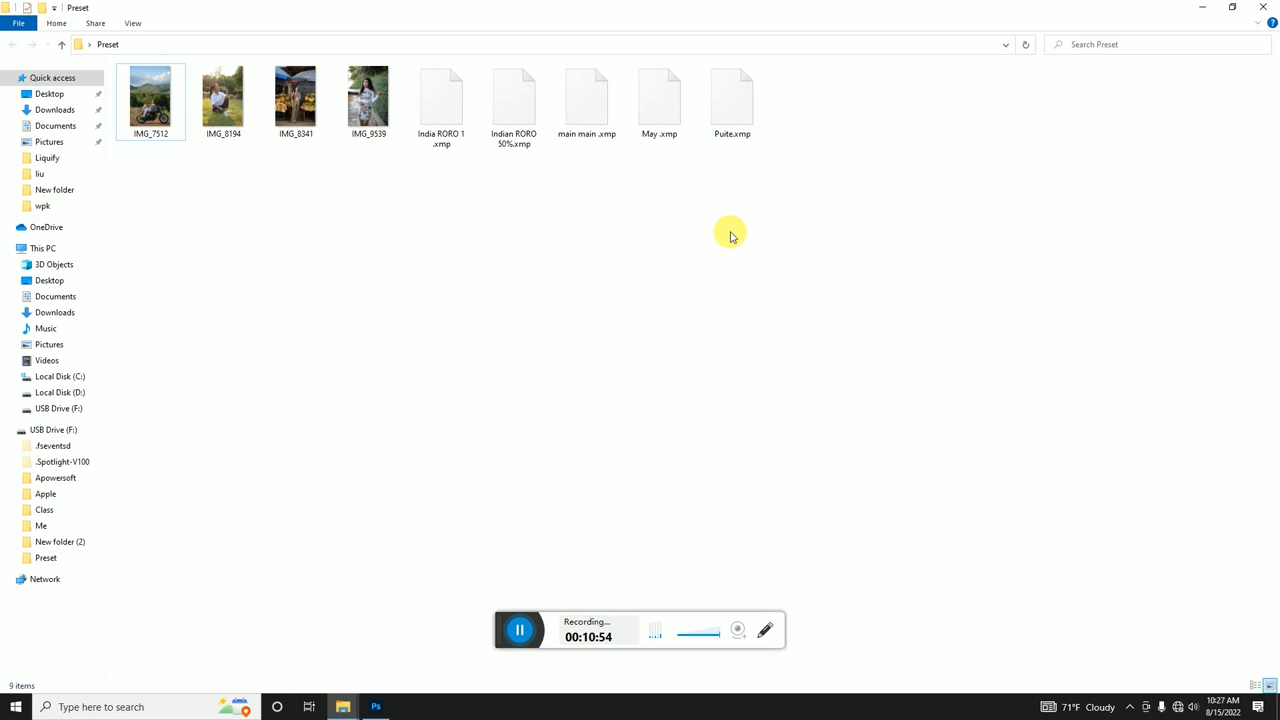 Preset
File
Home
Share
View
Preset
Search Preset
Quick access
Desktop
Downloads
Documents
Pictures
Liquify
liu
New folder
wpk
OneDrive
This PC
3D Objects
Desktop
Documents
Downloads
Music
Pictures
Videos
Local Disk (C:)
Local Disk (D:)
USB Drive (F:)
USB Drive (F:)
.fseventsd
.Spotlight-V100
Apowersoft
Apple
Class
Me
New folder (2)
Preset
Network
IMG_7512
IMG_8194
IMG_8341
IMG_9539
India RORO 1
.xmp
Indian RORO
50%.xmp
main main .xmp
May .xmp
Puite.xmp
Recording...
00:10:54
9 items
Type here to search
Ps
71°F Cloudy
10:27 AM
8/15/2022